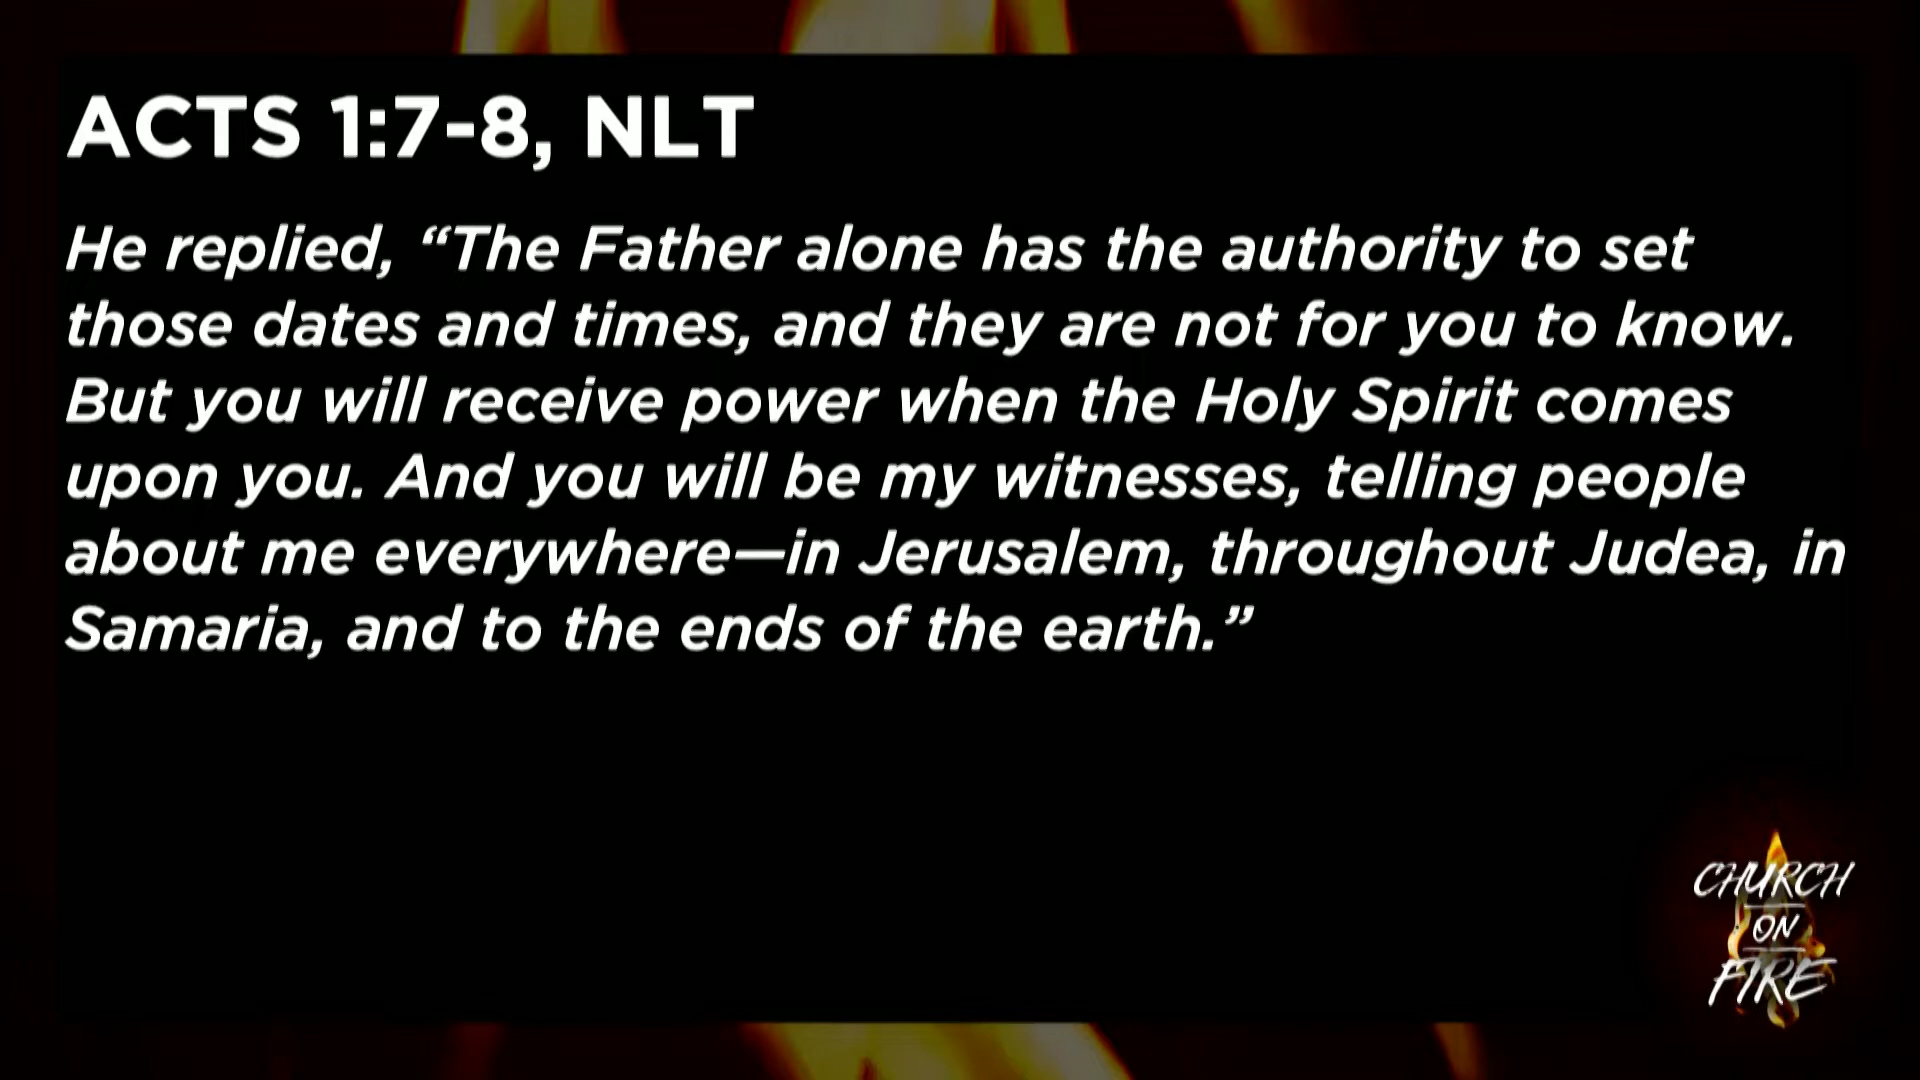 ACTS 1:7-8, NLT
He replied, “The Father alone has the authority to set
those dates and times, and they are not for you to know.
But you will receive power when the Holy Spirit comes
upon you. And you will be my witnesses, telling people
about me everywhere—in Jerusalem, throughout Judea, in
Samaria, and to the ends of the earth.”
CHURCH
ON
FIRE